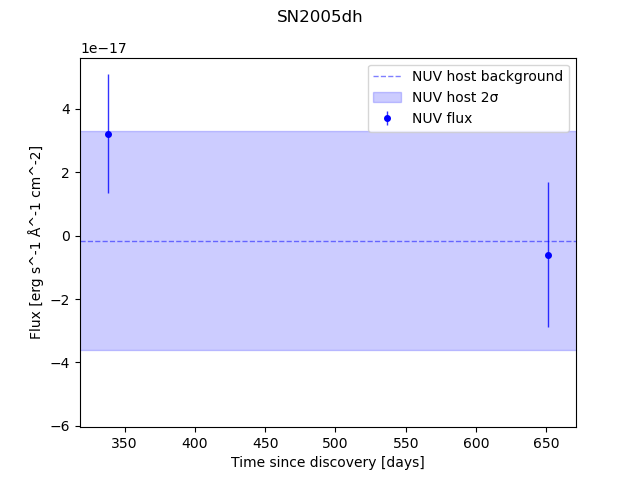 SN2005dh
1e−17
NUV host background
NUV host 2σ
NUV flux
4
2
0
−2
−4
−6
Flux [erg s^-1 Å^-1 cm^-2]
350
400
450
500
550
600
650
Time since discovery [days]